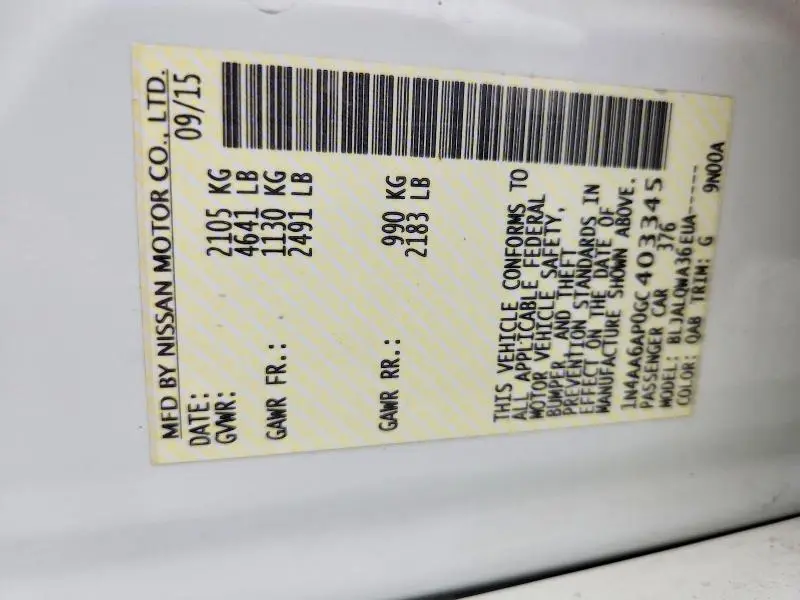 MFD BY NISSAN MOTOR CO., LTD.
DATE: 09/15
GVWR: 2105 KG
4641 LB
GAWR FR.: 1130 KG
2491 LB
GAWR RR.: 990 KG
2183 LB
THIS VEHICLE CONFORMS TO
ALL APPLICABLE FEDERAL
MOTOR VEHICLE SAFETY,
BUMPER, AND THEFT
PREVENTION STANDARDS IN
EFFECT ON THE DATE OF
MANUFACTURE SHOWN ABOVE.
1N4AA6AP0GC403345
PASSENGER CAR 376
MODEL: BLJALQWA36EUA-----
COLOR: QAB TRIM: G 9N00A